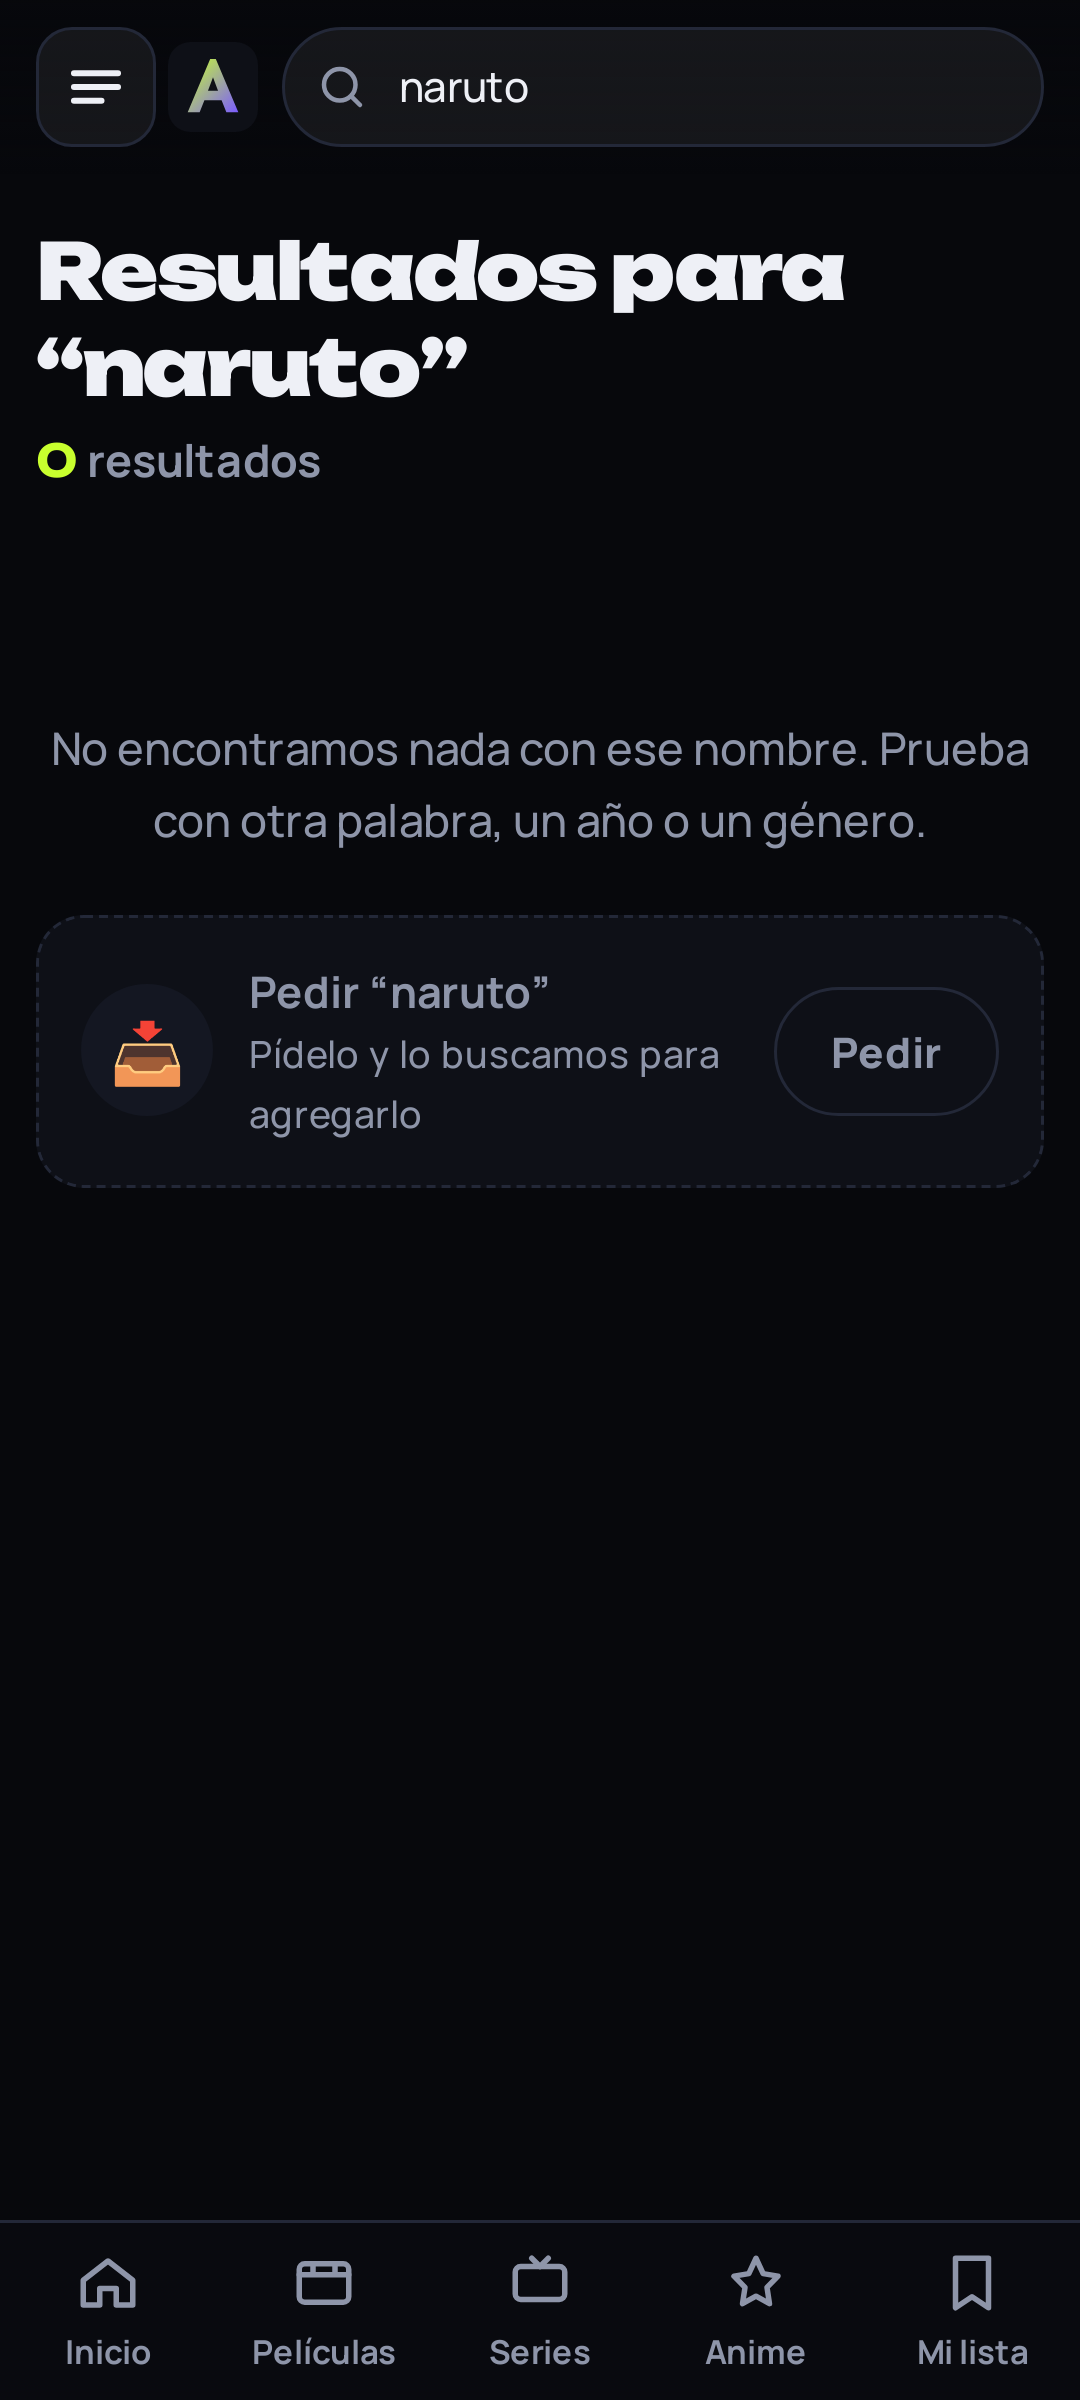 A
naruto
Resultados para
“naruto”
0 resultados
No encontramos nada con ese nombre. Prueba
con otra palabra, un año o un género.
Pedir “naruto”
Pídelo y lo buscamos para
agregarlo
Pedir
Inicio
Películas
Series
Anime
Mi lista